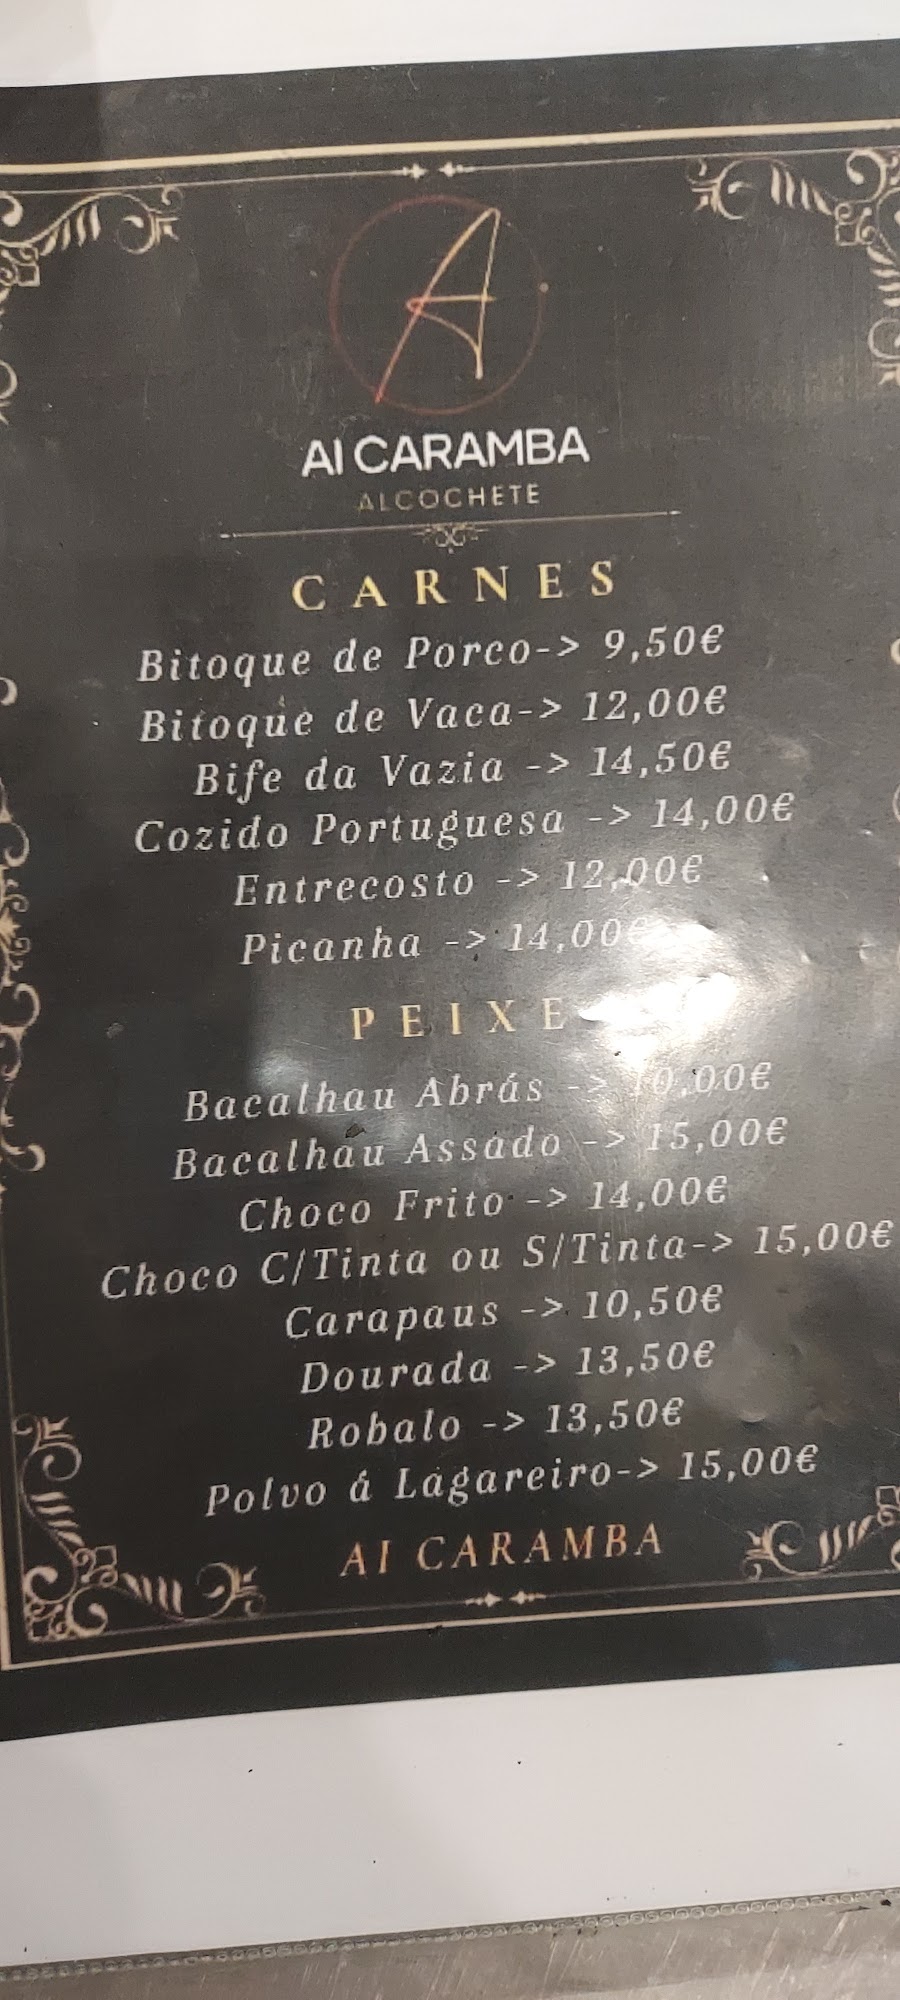 AI CARAMBA
ALCOCHETE
CARNES
Bitoque de Porco-> 9,50€
Bitoque de Vaca-> 12,00€
Bife da Vazia -> 14,50€
Cozido Portuguesa -> 14,00€
Entrecosto -> 12,00€
Picanha -> 14,00€
PEIXE
Bacalhau Abrás ->
Bacalhau Assado -> 15,00€
Choco Frito -> 14,00€
Choco C/Tinta ou S/Tinta-> 15,00€
Carapaus -> 10,50€
Dourada -> 13,50€
Robalo -> 13,50€
Polvo á Lagareiro-> 15,00€
AI CARAMBA